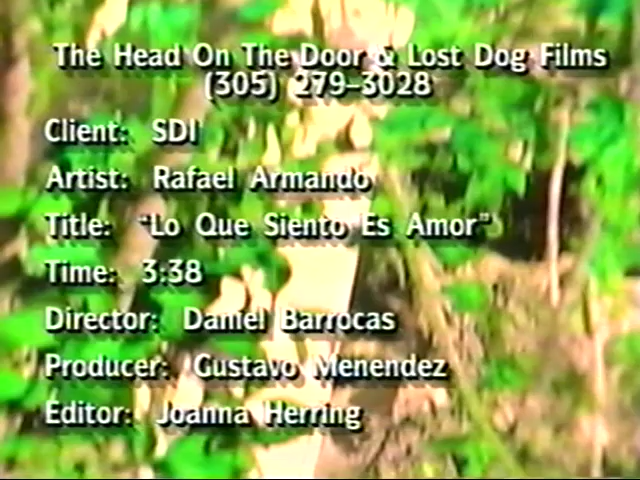 The Head On The Door & Lost Dog Films
(305) 279-3028
Client: SDI
Artist: Rafael Armando
Title: "Lo Que Siento Es Amor"
Time: 3:38
Director: Daniel Barrocas
Producer: Gustavo Menendez
Editor: Joanna Herring